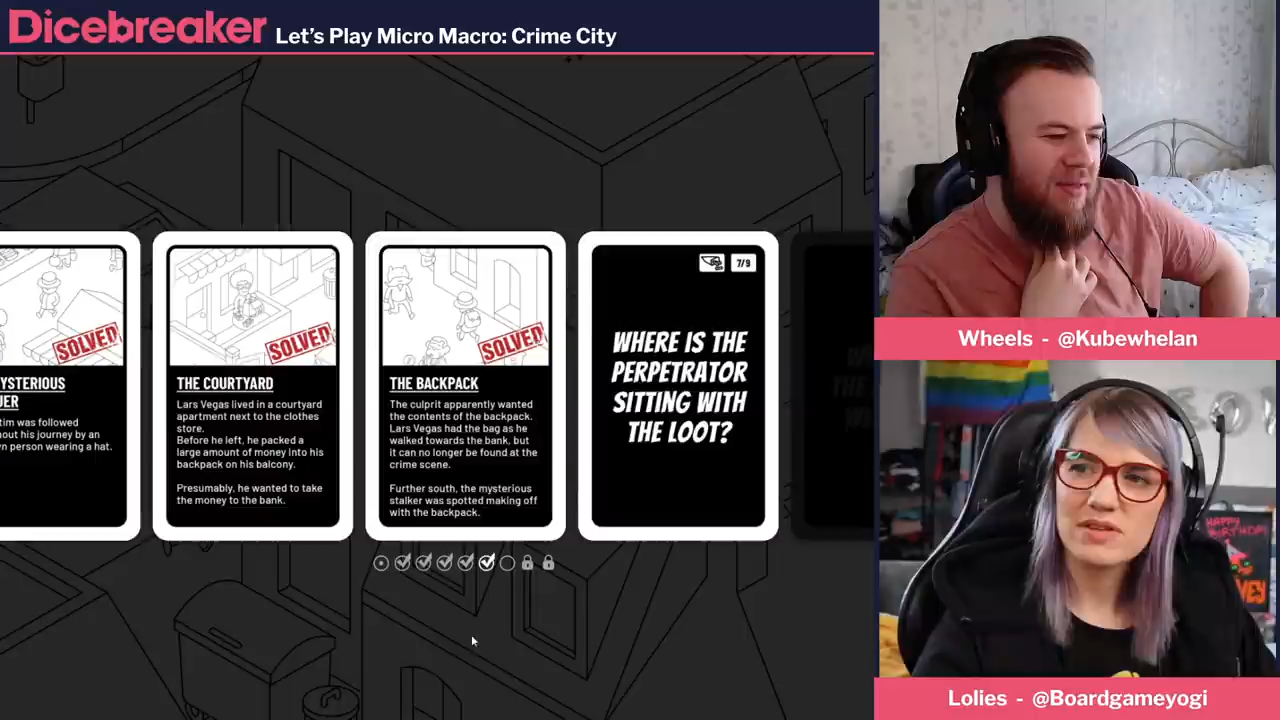 Dicebreaker Let's Play Micro Macro: Crime City
YSTERIOUS
UER
tim was followed
hout his journey by an
wn person wearing a hat.
SOLVED
THE COURTYARD
Lars Vegas lived in a courtyard
apartment next to the clothes
store.
Before he left, he packed a
large amount of money into his
backpack on his balcony.
Presumably, he wanted to take
the money to the bank.
SOLVED
THE BACKPACK
The culprit apparently wanted
the contents of the backpack.
Lars Vegas had the bag as he
walked towards the bank, but
it can no longer be found at the
crime scene.
Further south, the mysterious
stalker was spotted making off
with the backpack.
SOLVED
7/9
WHERE IS THE
PERPETRATOR
SITTING WITH
THE LOOT?
Wheels - @Kubewhelan
HAPPY
BIRTHDAY
Lolies - @Boardgameyogi